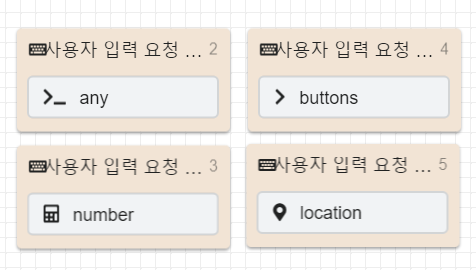 사용자 입력 요청 ... 2
any
사용자 입력 요청 ... 4
buttons
사용자 입력 요청 ... 3
number
사용자 입력 요청 ... 5
location